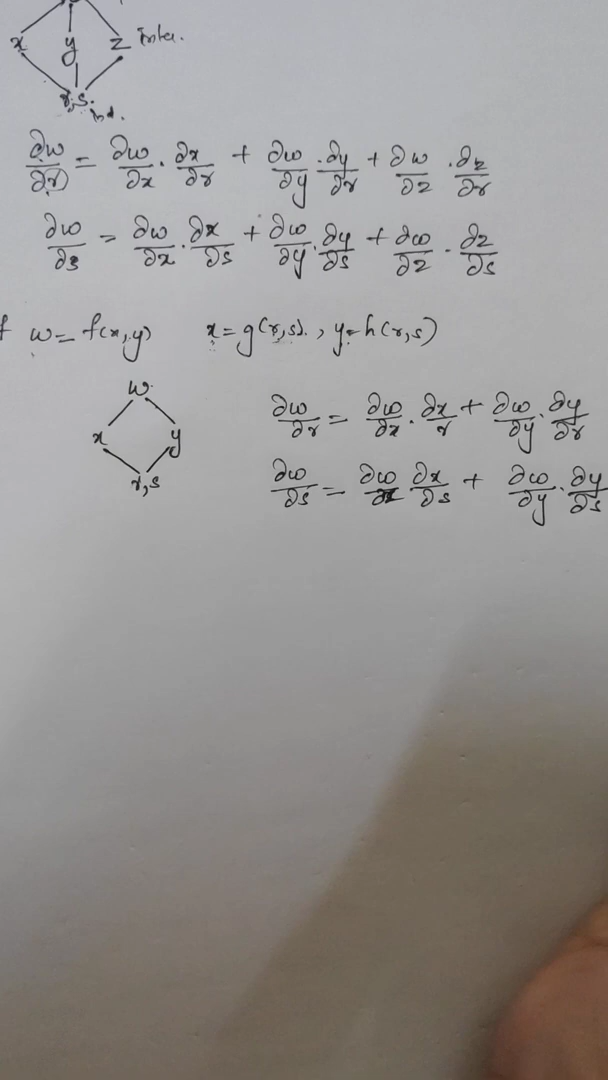 x y z Inter.
r,s.
Ind.
∂w/∂r = ∂w/∂x · ∂x/∂r + ∂w/∂y · ∂y/∂r + ∂w/∂z · ∂z/∂r
∂w/∂s = ∂w/∂x · ∂x/∂s + ∂w/∂y · ∂y/∂s + ∂w/∂z · ∂z/∂s
f w = f(x,y) x = g(r,s). , y = h(r,s)
w
x y
r,s
∂w/∂r = ∂w/∂x · ∂x/r + ∂w/∂y · ∂y/∂r
∂w/∂s = ∂w/∂x ∂x/∂s + ∂w/∂y · ∂y/∂s